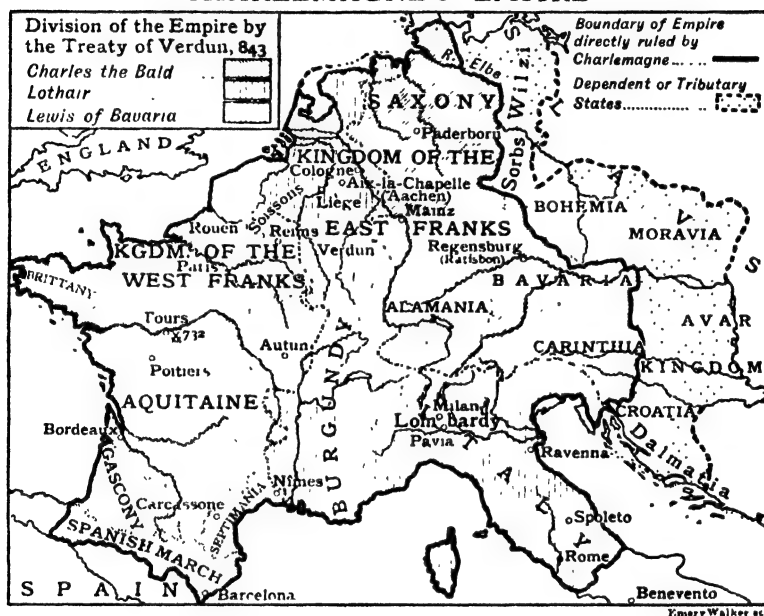 Division of the Empire by
the Treaty of Verdun, 843
Charles the Bald ..
Lothair
Lewis of Bavaria
Boundary of Empire
directly ruled by
Charlemagne.....
Dependent or Tributary
States...............
ENGLAND
R. Elbe
SAXONY
Paderborn
Sorbs Wilzi
SLAVS
KINGDOM OF THE
EAST FRANKS
Cologne
Aix-la-Chapelle
(Aachen)
Liège
Mainz
BOHEMIA
MORAVIA
Soissons
Rouen
Reims
Verdun
Regensburg
(Ratisbon)
KGDM. OF THE
WEST FRANKS
Paris
BRITTANY
BAVARIA
ALAMANIA
AVAR
KINGDOM
Tours
732
Autun
CARINTHIA
Poitiers
BURGUNDY
AQUITAINE
Milan
Lombardy
Pavia
CROATIA
Dalmatia
Bordeaux
GASCONY
Ravenna
ITALY
Nimes
Carcassone
SEPTIMANIA
Spoleto
SPANISH MARCH
Rome
SPAIN
Barcelona
Benevento
Emery Walker sc.